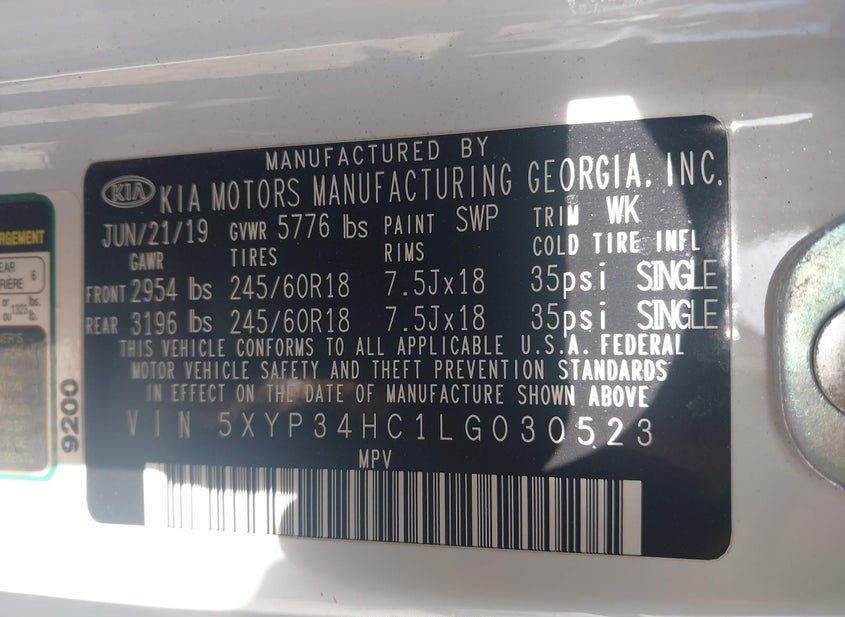 MANUFACTURED BY
KIA KIA MOTORS MANUFACTURING GEORGIA, INC.
JUN/21/19 GVWR 5776 lbs PAINT SWP TRIM WK
GAWR TIRES RIMS COLD TIRE INFL
FRONT 2954 lbs 245/60R18 7.5Jx18 35psi SINGLE
REAR 3196 lbs 245/60R18 7.5Jx18 35psi SINGLE
THIS VEHICLE CONFORMS TO ALL APPLICABLE U.S.A. FEDERAL
MOTOR VEHICLE SAFETY AND THEFT PREVENTION STANDARDS
IN EFFECT ON THE DATE OF MANUFACTURE SHOWN ABOVE
VIN 5XYP34HC1LG030523
MPV
6
9200